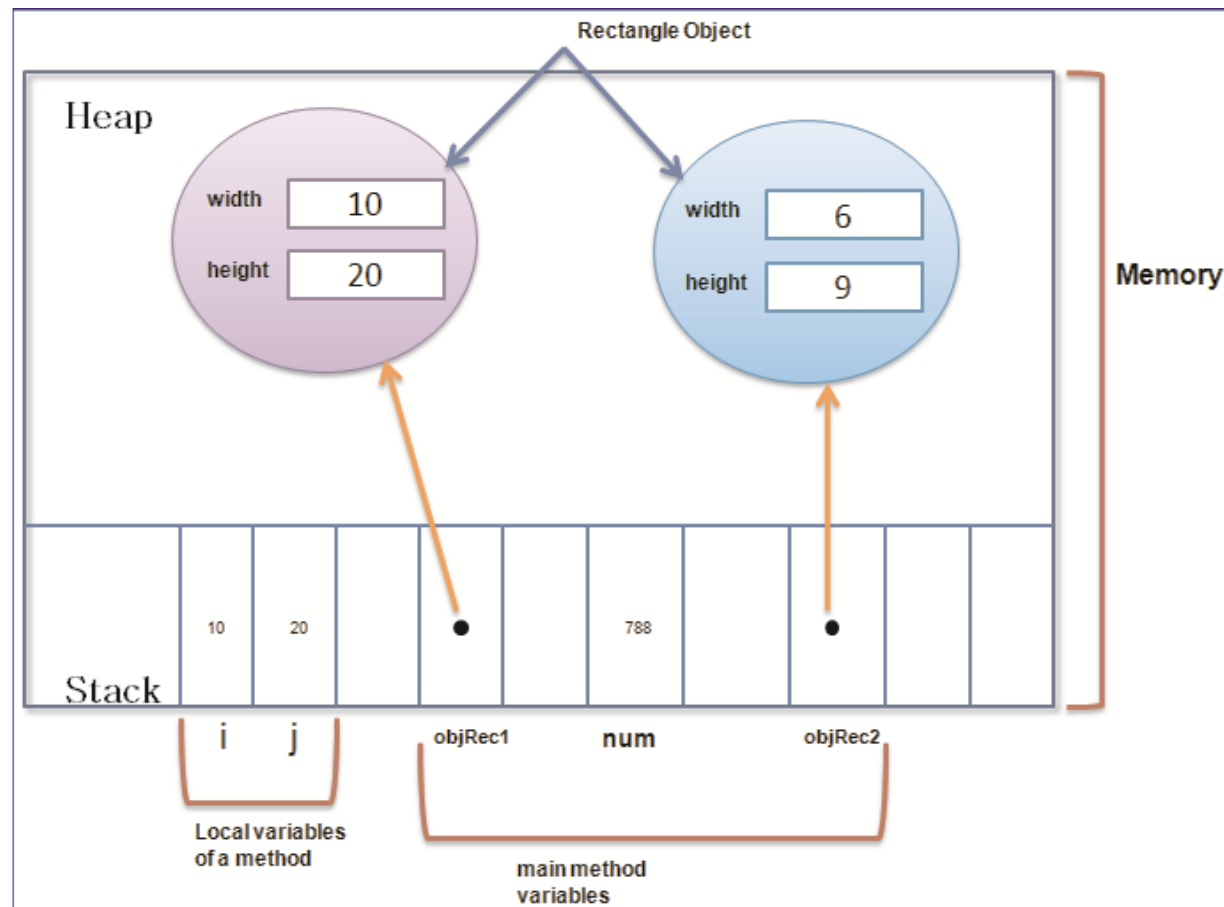 Rectangle Object
Heap
width
10
height
20
width
6
height
9
Memory
Stack
10
20
788
i
j
objRec1
num
objRec2
Local variables
of a method
main method
variables